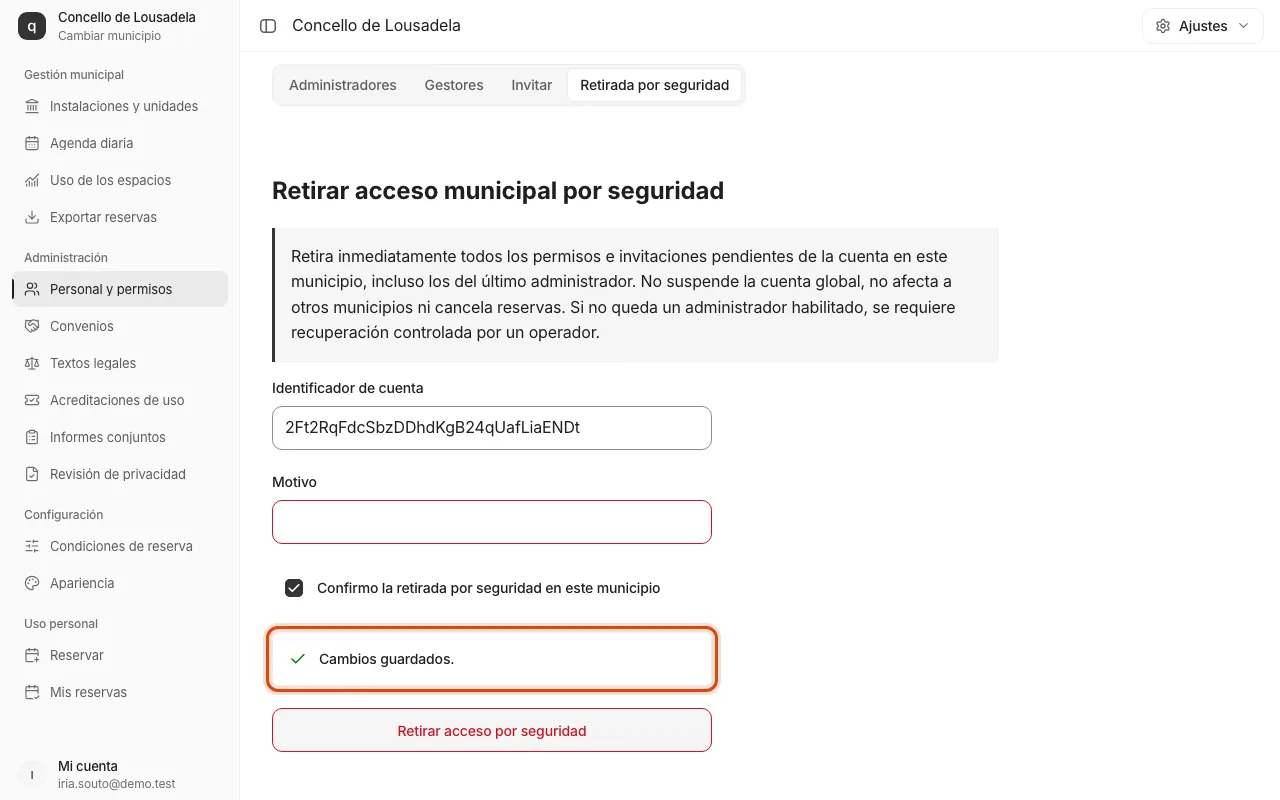 q
Concello de Lousadela
Cambiar municipio
Gestión municipal
Instalaciones y unidades
Agenda diaria
Uso de los espacios
Exportar reservas
Administración
Personal y permisos
Convenios
Textos legales
Acreditaciones de uso
Informes conjuntos
Revisión de privacidad
Configuración
Condiciones de reserva
Apariencia
Uso personal
Reservar
Mis reservas
I
Mi cuenta
iria.souto@demo.test
Concello de Lousadela
Ajustes
Administradores Gestores Invitar Retirada por seguridad
Retirar acceso municipal por seguridad
Retira inmediatamente todos los permisos e invitaciones pendientes de la cuenta en este
municipio, incluso los del último administrador. No suspende la cuenta global, no afecta a
otros municipios ni cancela reservas. Si no queda un administrador habilitado, se requiere
recuperación controlada por un operador.
Identificador de cuenta
2Ft2RqFdcSbzDDhdKgB24qUafLiaENDt
Motivo
Confirmo la retirada por seguridad en este municipio
Cambios guardados.
Retirar acceso por seguridad